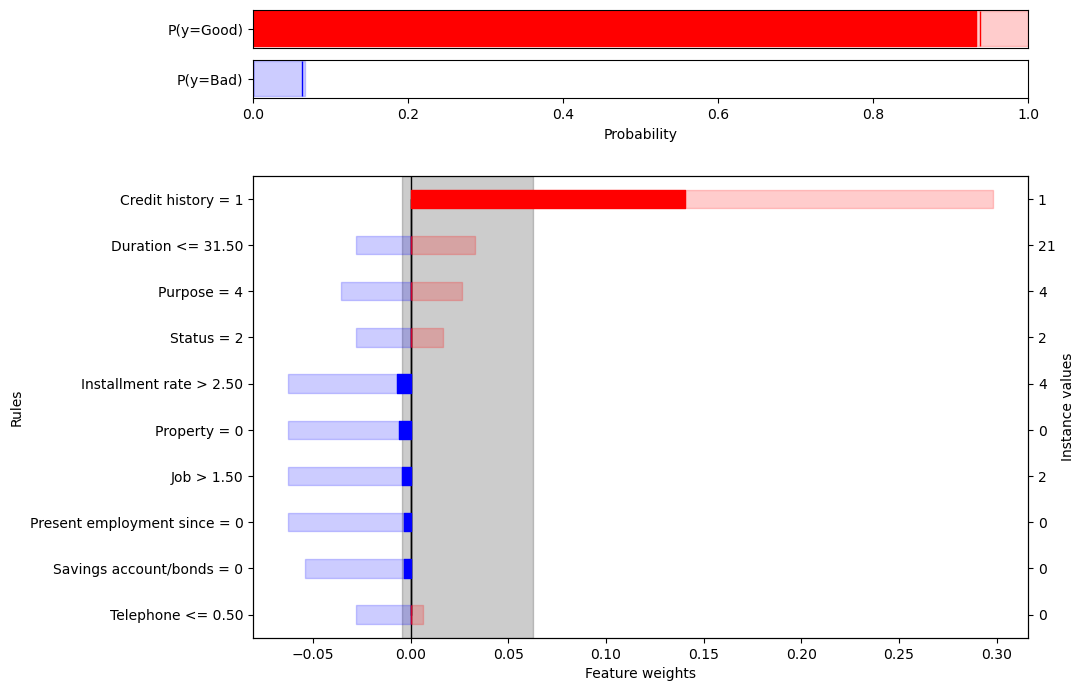 P(y=Good)
P(y=Bad)
0.0 0.2 0.4 0.6 0.8 1.0
Probability
Credit history = 1 1
Duration <= 31.50 21
Purpose = 4 4
Status = 2 2
Installment rate > 2.50 4
Property = 0 0
Job > 1.50 2
Present employment since = 0 0
Savings account/bonds = 0 0
Telephone <= 0.50 0
Rules
Instance values
−0.05 0.00 0.05 0.10 0.15 0.20 0.25 0.30
Feature weights